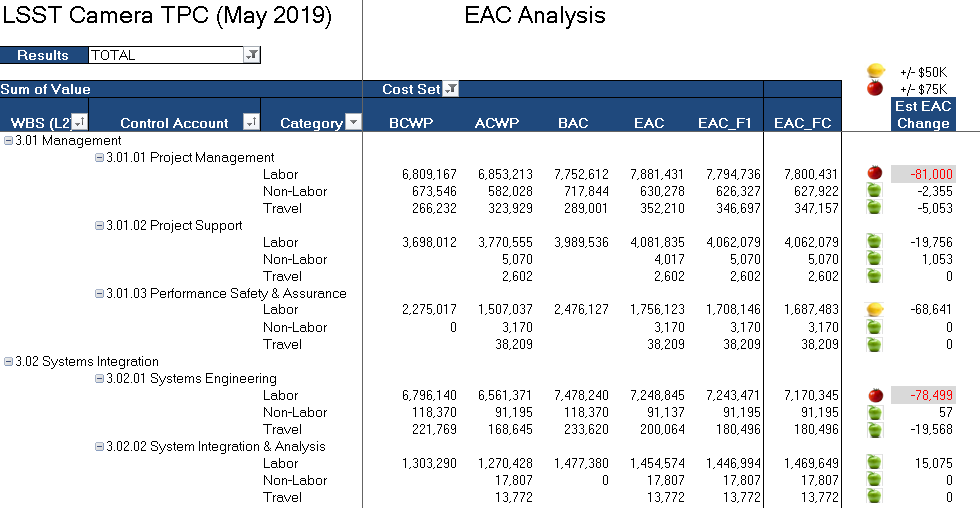 LSST Camera TPC (May 2019) EAC Analysis
Results TOTAL
+/- $50K
+/- $75K
Sum of Value Cost Set
Est EAC Change
WBS (L2 Control Account Category BCWP ACWP BAC EAC EAC_F1 EAC_FC
3.01 Management
3.01.01 Project Management
Labor 6,809,167 6,853,213 7,752,612 7,881,431 7,794,736 7,800,431 -81,000
Non-Labor 673,546 582,028 717,844 630,278 626,327 627,922 -2,355
Travel 266,232 323,929 289,001 352,210 346,697 347,157 -5,053
3.01.02 Project Support
Labor 3,698,012 3,770,555 3,989,536 4,081,835 4,062,079 4,062,079 -19,756
Non-Labor 5,070 4,017 5,070 5,070 1,053
Travel 2,602 2,602 2,602 2,602 0
3.01.03 Performance Safety & Assurance
Labor 2,275,017 1,507,037 2,476,127 1,756,123 1,708,146 1,687,483 -68,641
Non-Labor 0 3,170 3,170 3,170 3,170 0
Travel 38,209 38,209 38,209 38,209 0
3.02 Systems Integration
3.02.01 Systems Engineering
Labor 6,796,140 6,561,371 7,478,240 7,248,845 7,243,471 7,170,345 -78,499
Non-Labor 118,370 91,195 118,370 91,137 91,195 91,195 57
Travel 221,769 168,645 233,620 200,064 180,496 180,496 -19,568
3.02.02 System Integration & Analysis
Labor 1,303,290 1,270,428 1,477,380 1,454,574 1,446,994 1,469,649 15,075
Non-Labor 17,807 0 17,807 17,807 17,807 0
Travel 13,772 13,772 13,772 13,772 0